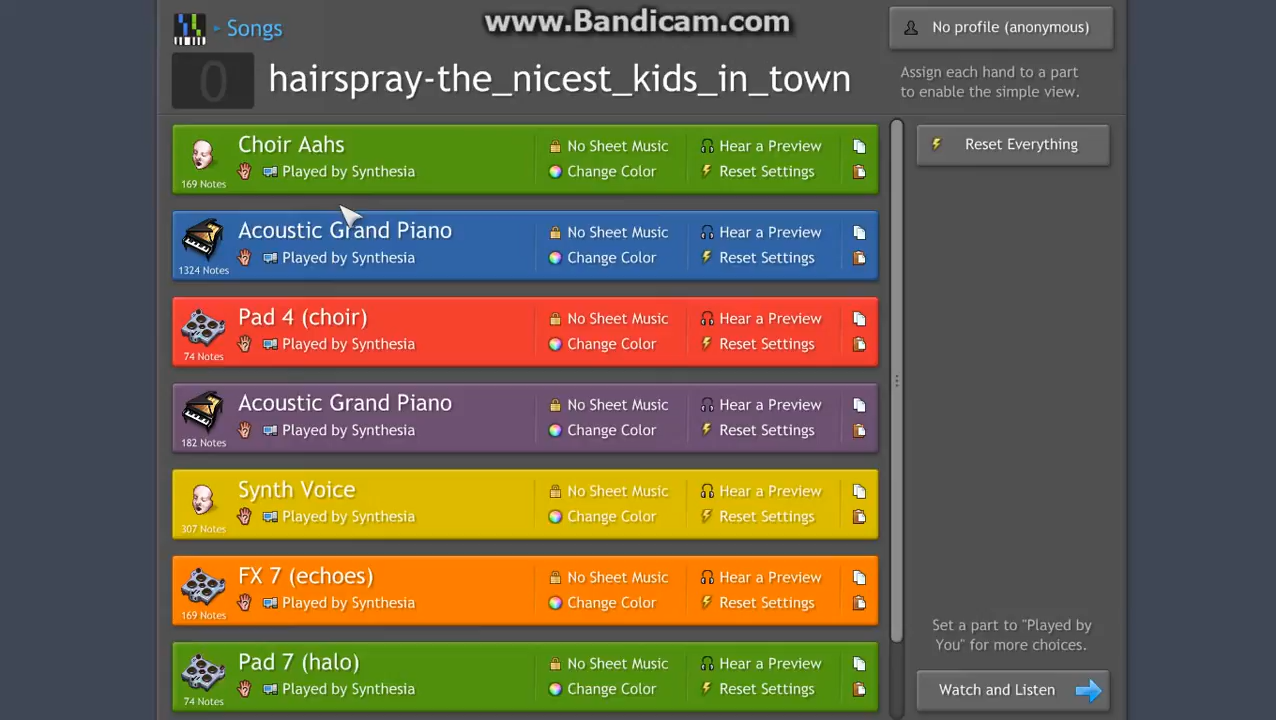 www.Bandicam.com
Songs
No profile (anonymous)
0
hairspray-the_nicest_kids_in_town
Assign each hand to a part
to enable the simple view.
Reset Everything
Choir Aahs
Played by Synthesia
169 Notes
No Sheet Music
Change Color
Hear a Preview
Reset Settings
Acoustic Grand Piano
Played by Synthesia
1324 Notes
No Sheet Music
Change Color
Hear a Preview
Reset Settings
Pad 4 (choir)
Played by Synthesia
74 Notes
No Sheet Music
Change Color
Hear a Preview
Reset Settings
Acoustic Grand Piano
Played by Synthesia
182 Notes
No Sheet Music
Change Color
Hear a Preview
Reset Settings
Synth Voice
Played by Synthesia
307 Notes
No Sheet Music
Change Color
Hear a Preview
Reset Settings
FX 7 (echoes)
Played by Synthesia
169 Notes
No Sheet Music
Change Color
Hear a Preview
Reset Settings
Pad 7 (halo)
Played by Synthesia
74 Notes
No Sheet Music
Change Color
Hear a Preview
Reset Settings
Set a part to "Played by
You" for more choices.
Watch and Listen